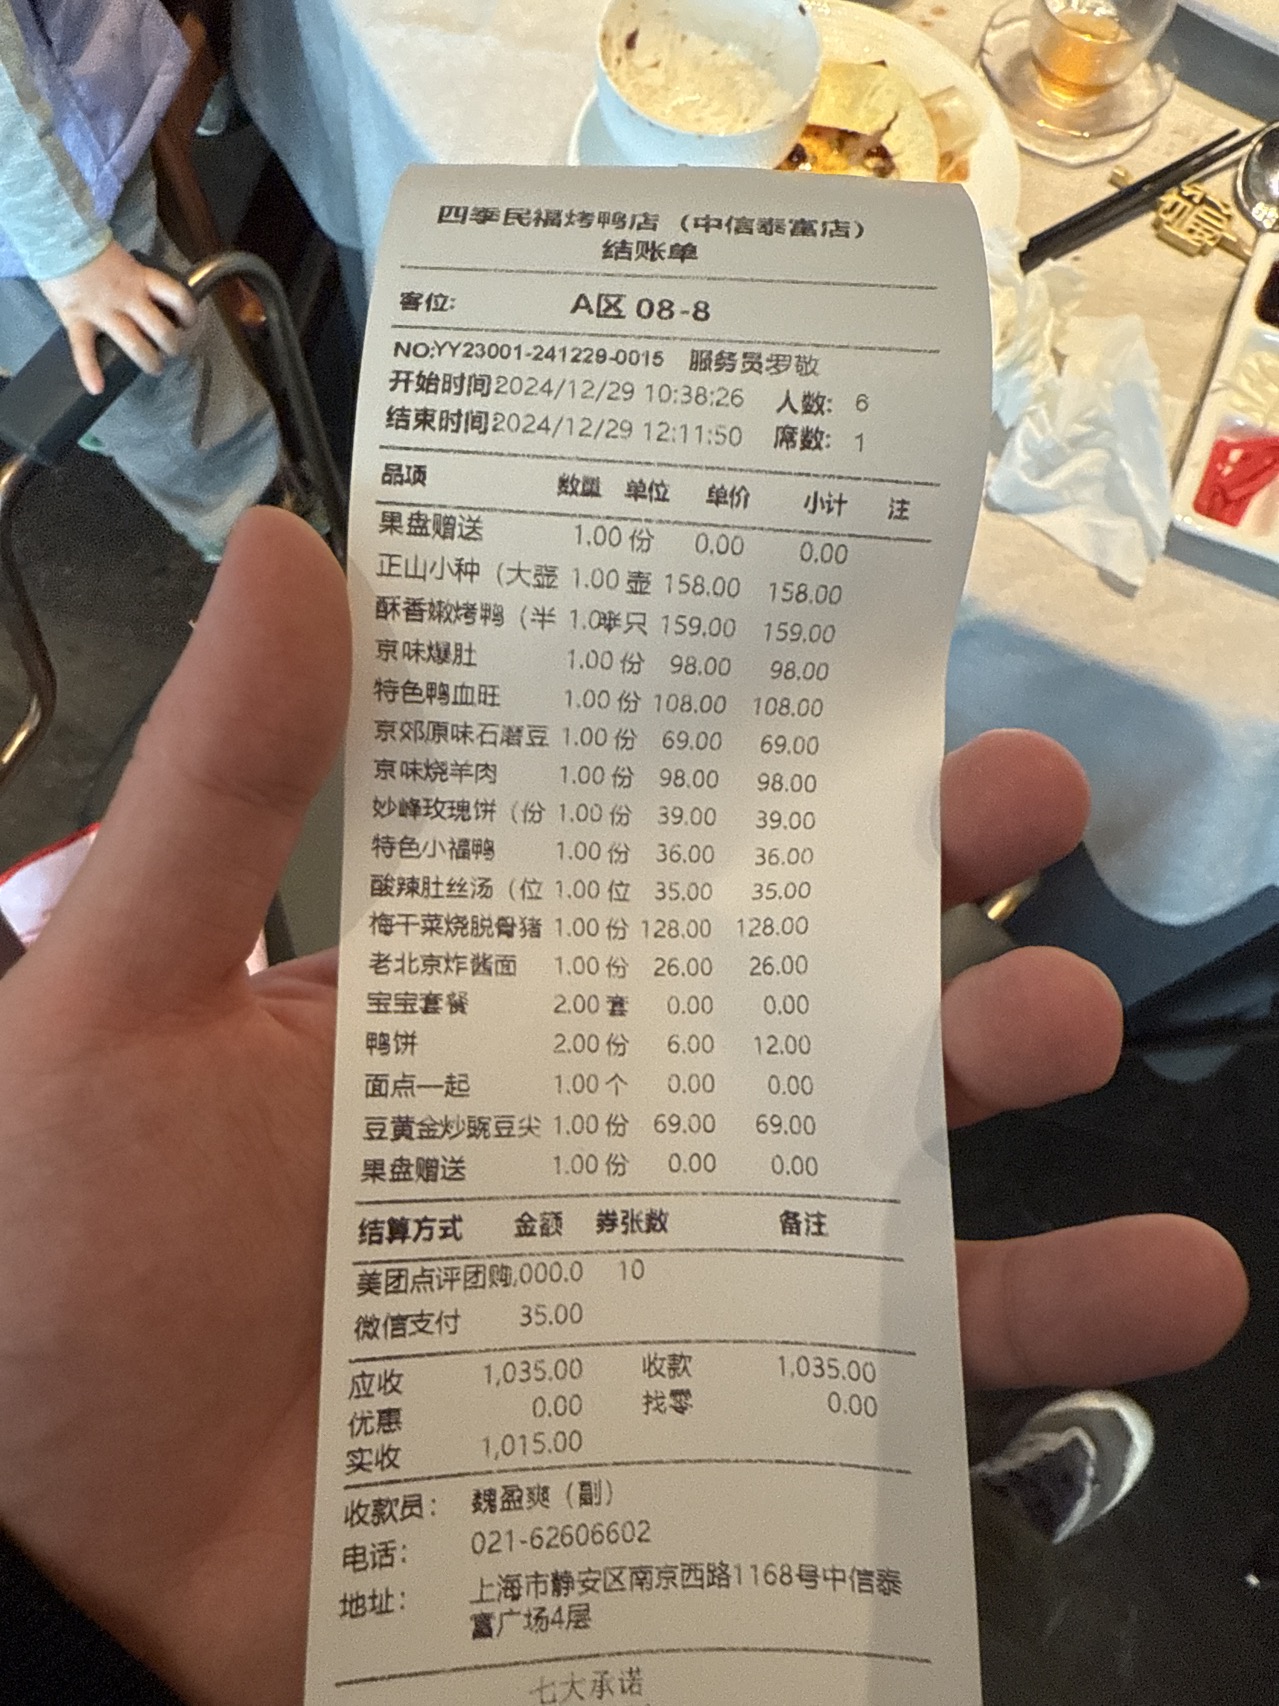 四季民福烤鸭店（中信泰富店）
结账单
客位: A区 08-8
NO:YY23001-241229-0015 服务员罗敬
开始时间2024/12/29 10:38:26 人数: 6
结束时间2024/12/29 12:11:50 席数: 1
品项 数量 单位 单价 小计 注
果盘赠送 1.00 份 0.00 0.00
正山小种（大壶 1.00 壶 158.00 158.00
酥香嫩烤鸭（半 1.0半只 159.00 159.00
京味爆肚 1.00 份 98.00 98.00
特色鸭血旺 1.00 份 108.00 108.00
京郊原味石磨豆 1.00 份 69.00 69.00
京味烧羊肉 1.00 份 98.00 98.00
妙峰玫瑰饼（份 1.00 份 39.00 39.00
特色小福鸭 1.00 份 36.00 36.00
酸辣肚丝汤（位 1.00 位 35.00 35.00
梅干菜烧脱骨猪 1.00 份 128.00 128.00
老北京炸酱面 1.00 份 26.00 26.00
宝宝套餐 2.00 套 0.00 0.00
鸭饼 2.00 份 6.00 12.00
面点一起 1.00 个 0.00 0.00
豆黄金炒豌豆尖 1.00 份 69.00 69.00
果盘赠送 1.00 份 0.00 0.00
结算方式 金额 券张数 备注
美团点评团购,000.0 10
微信支付 35.00
应收 1,035.00 收款 1,035.00
优惠 0.00 找零 0.00
实收 1,015.00
收款员: 魏盈爽（副）
电话: 021-62606602
地址: 上海市静安区南京西路1168号中信泰
富广场4层
七大承诺